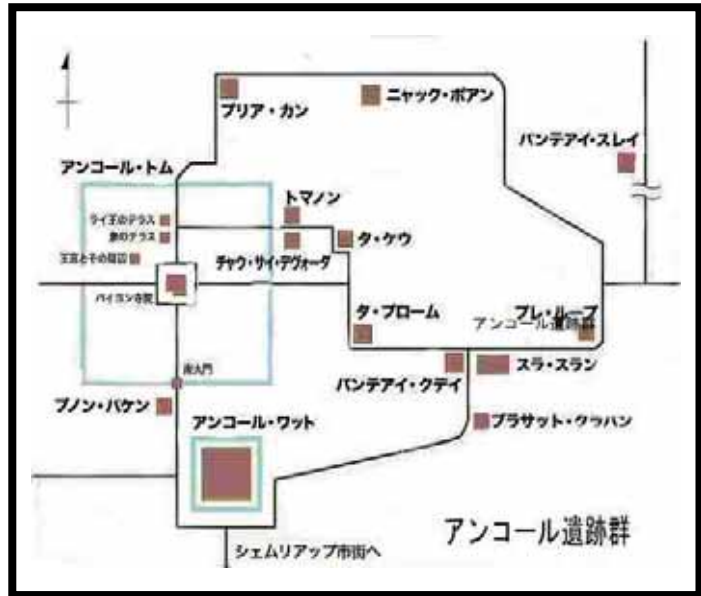 プリア・カン
ニャック・ポアン
バンテアイ・スレイ
アンコール・トム
トマノン
ライ王のテラス
象のテラス
タ・ケウ
王宮とその周辺
チャウ・サイ・テヴォーダ
バイヨン寺院
タ・プローム
プレ・ループ
アンコール遺跡群
南大門
バンテアイ・クデイ
スラ・スラン
プノン・バケン
アンコール・ワット
プラサット・クラバン
アンコール遺跡群
シェムリアップ市街へ